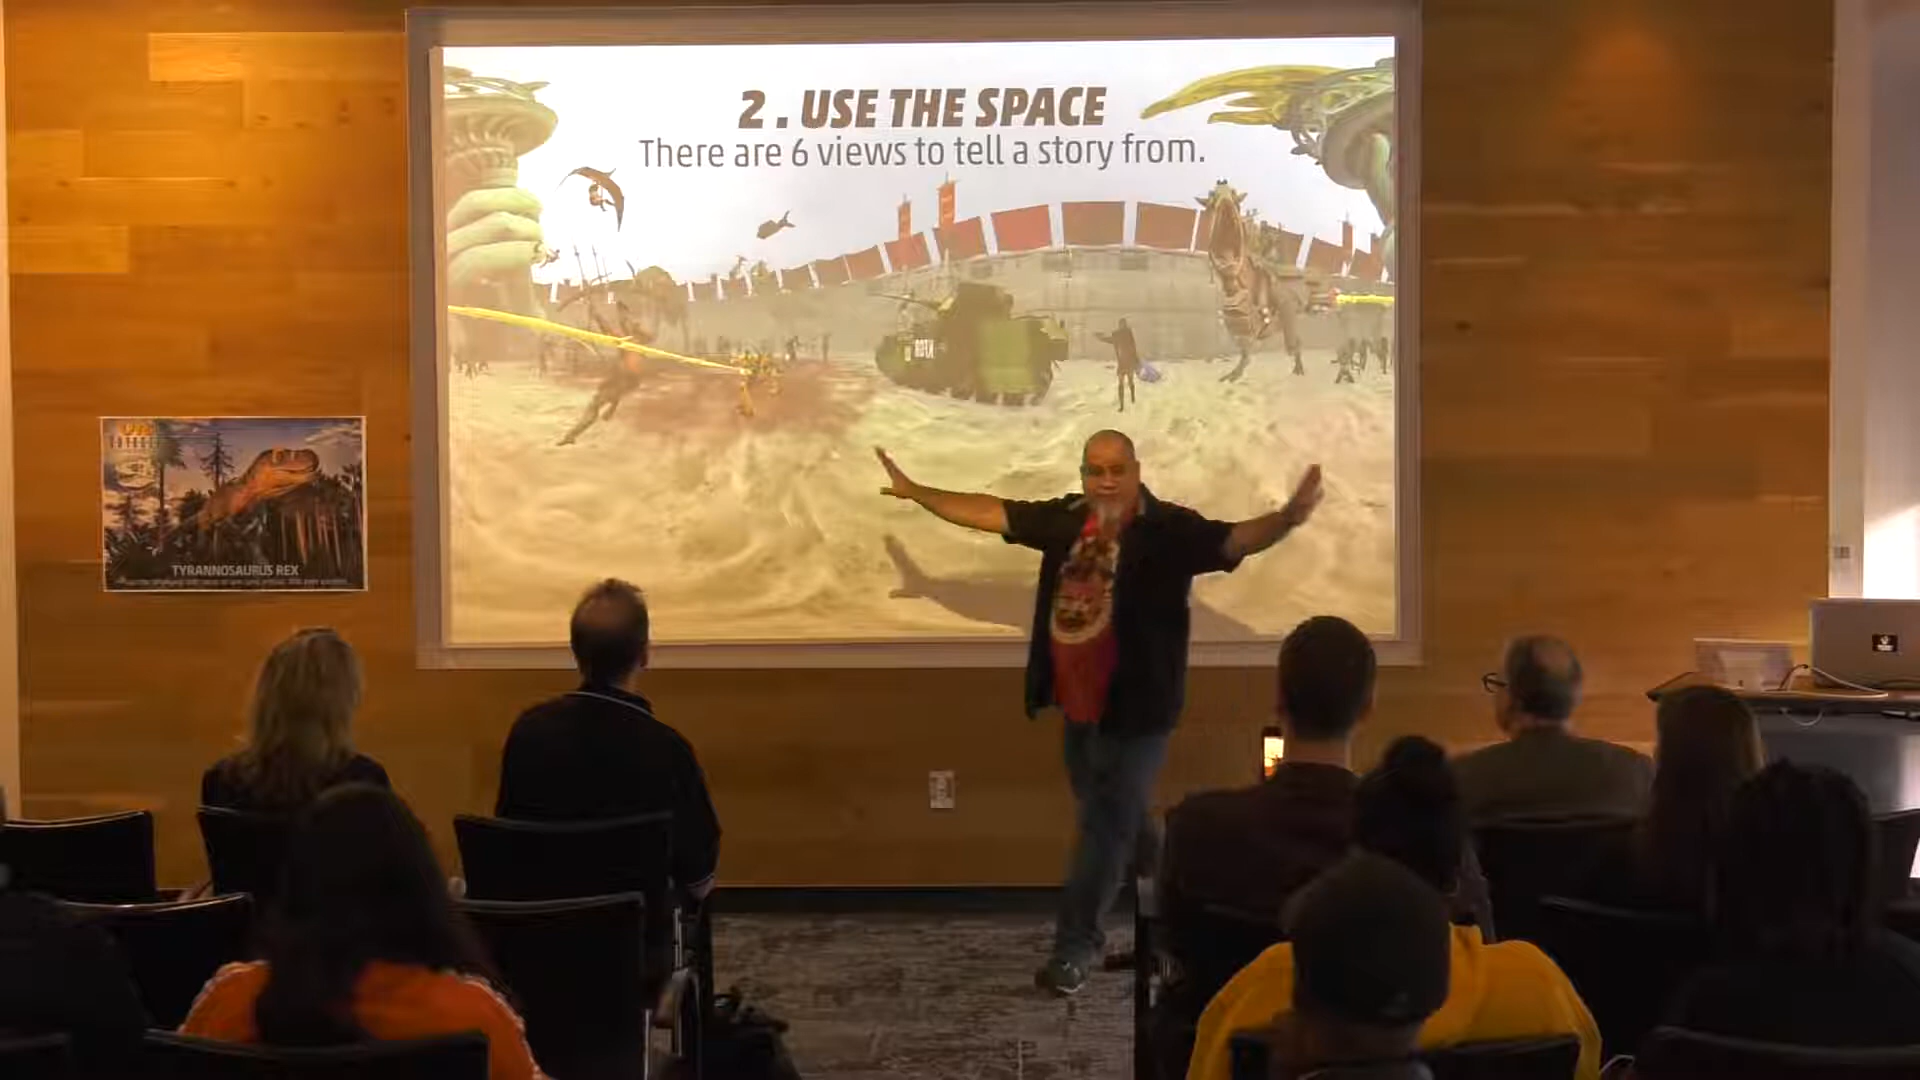 2. USE THE SPACE
There are 6 views to tell a story from.
TYRANNOSAURUS REX